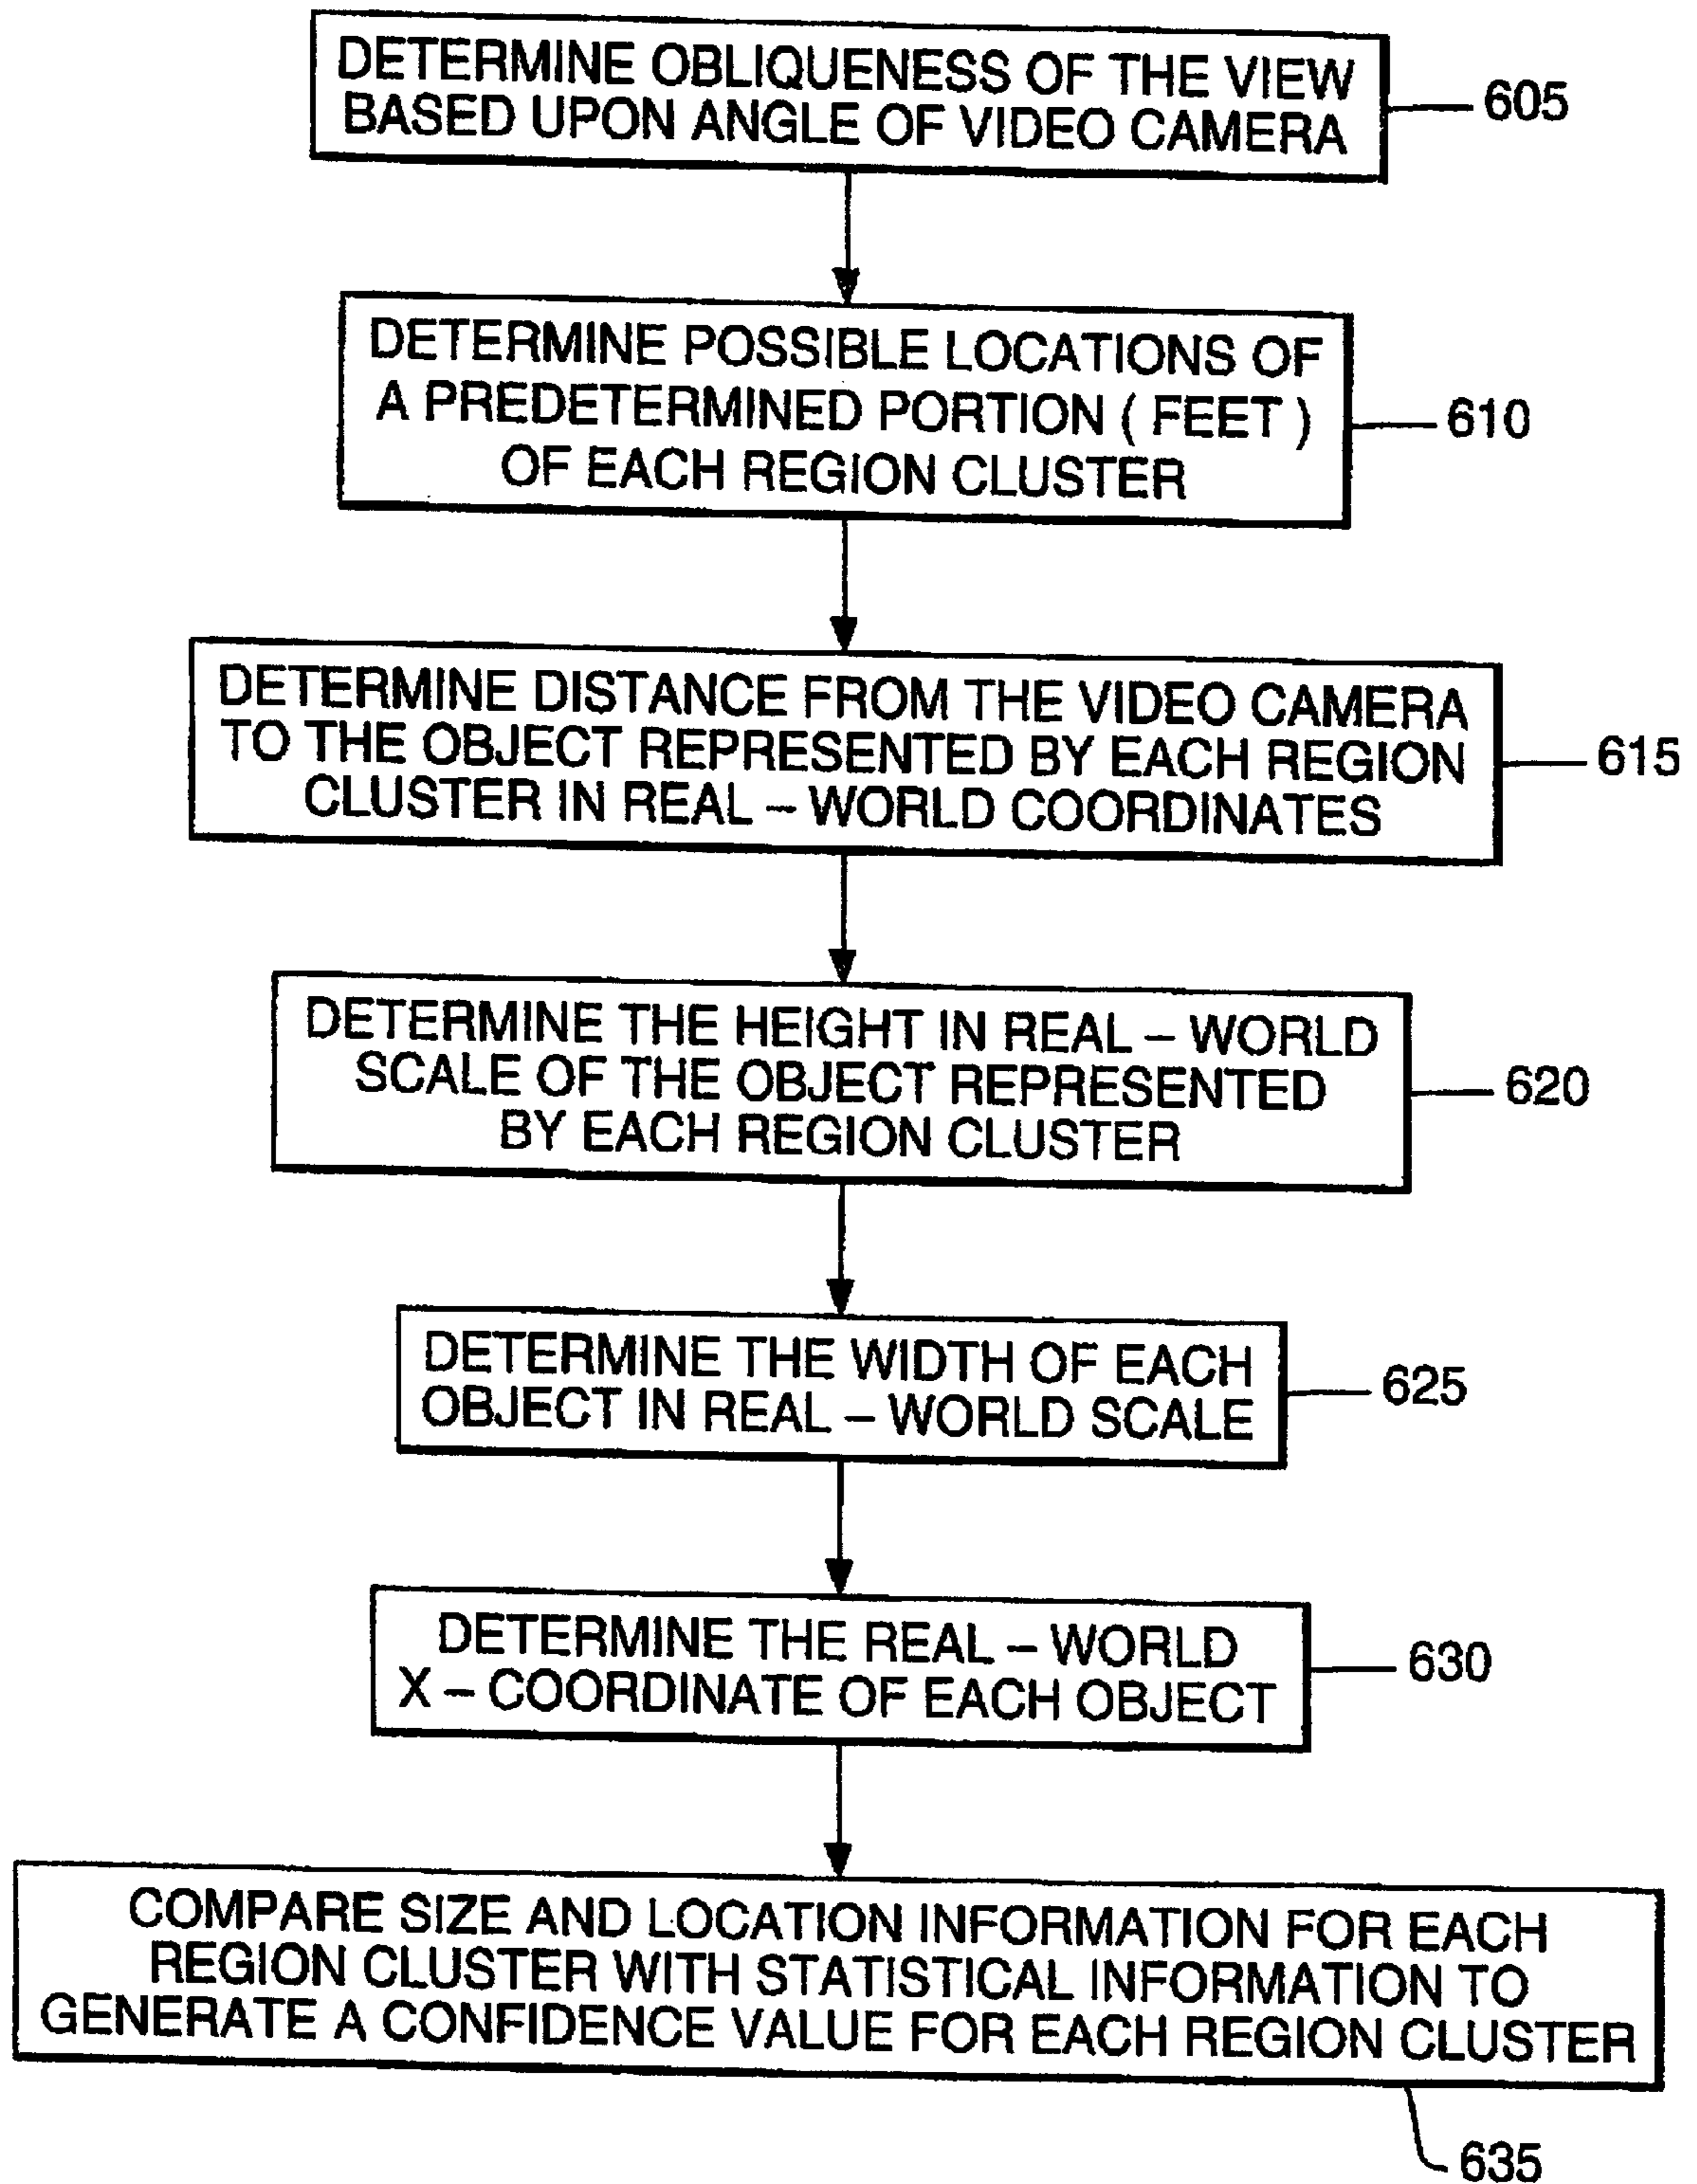 DETERMINE OBLIQUENESS OF THE VIEW
BASED UPON ANGLE OF VIDEO CAMERA
605
DETERMINE POSSIBLE LOCATIONS OF
A PREDETERMINED PORTION ( FEET )
OF EACH REGION CLUSTER
610
DETERMINE DISTANCE FROM THE VIDEO CAMERA
TO THE OBJECT REPRESENTED BY EACH REGION
CLUSTER IN REAL – WORLD COORDINATES
615
DETERMINE THE HEIGHT IN REAL – WORLD
SCALE OF THE OBJECT REPRESENTED
BY EACH REGION CLUSTER
620
DETERMINE THE WIDTH OF EACH
OBJECT IN REAL – WORLD SCALE
625
DETERMINE THE REAL – WORLD
X – COORDINATE OF EACH OBJECT
630
COMPARE SIZE AND LOCATION INFORMATION FOR EACH
REGION CLUSTER WITH STATISTICAL INFORMATION TO
GENERATE A CONFIDENCE VALUE FOR EACH REGION CLUSTER
635